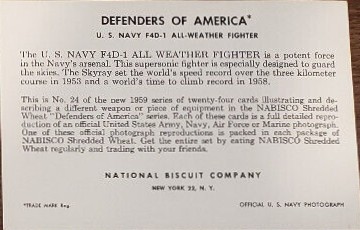 DEFENDERS OF AMERICA*
U. S. NAVY F4D-1 ALL-WEATHER FIGHTER
The U. S. NAVY F4D-1 ALL WEATHER FIGHTER is a potent force
in the Navy's arsenal. This supersonic fighter is especially designed to guard
the skies. The Skyray set the world's speed record over the three kilometer
course in 1953 and a world's time to climb record in 1958.
This is No. 24 of the new 1959 series of twenty-four cards illustrating and de-
scribing a different weapon or piece of equipment in the NABISCO Shredded
Wheat "Defenders of America" series. Each of these cards is a full detailed repro-
duction of an official United States Army, Navy, Air Force or Marine photograph.
One of these official photograph reproductions is packed in each package of
NABISCO Shredded Wheat. Get the entire set by eating NABISCO Shredded
Wheat regularly and trading with your friends.
NATIONAL BISCUIT COMPANY
NEW YORK 22, N. Y.
*TRADE MARK Reg. OFFICIAL U. S. NAVY PHOTOGRAPH